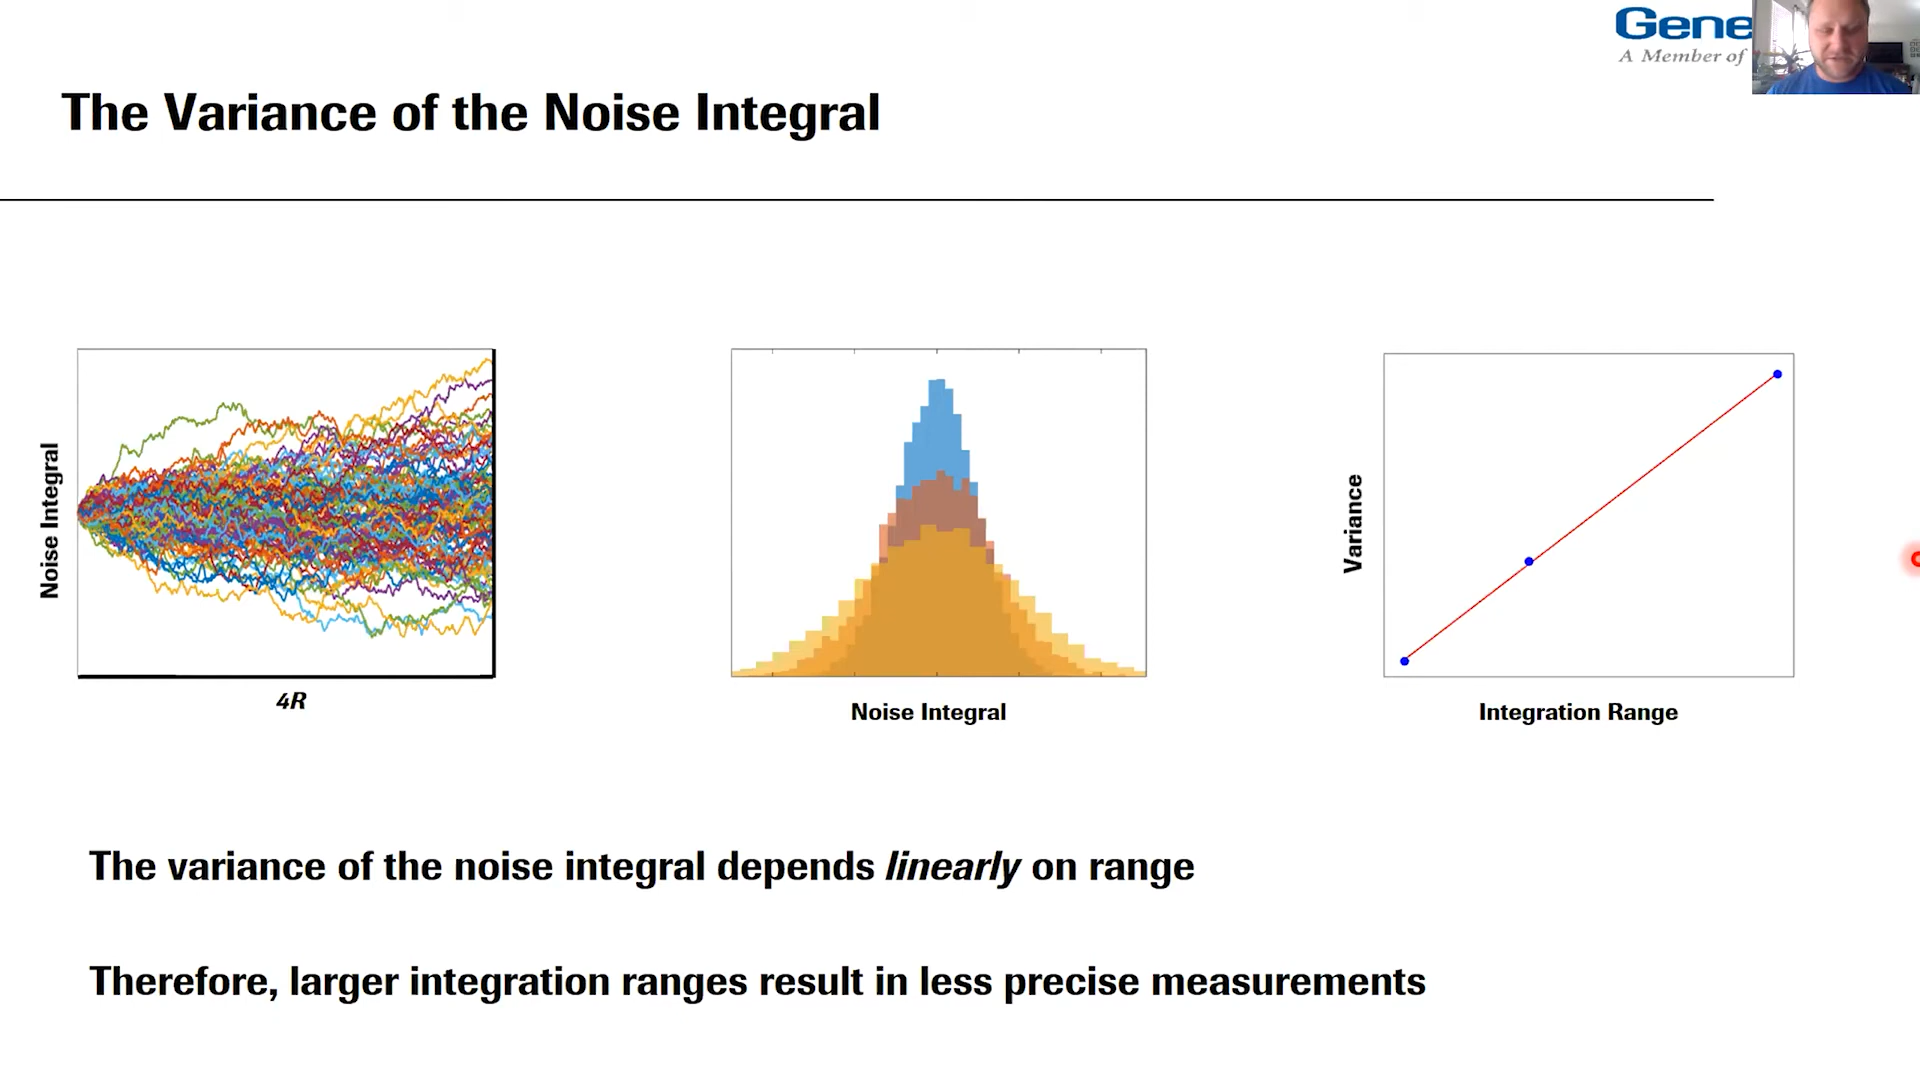 Gene
A Member of
The Variance of the Noise Integral
Noise Integral
4R
Noise Integral
Variance
Integration Range
The variance of the noise integral depends linearly on range
Therefore, larger integration ranges result in less precise measurements